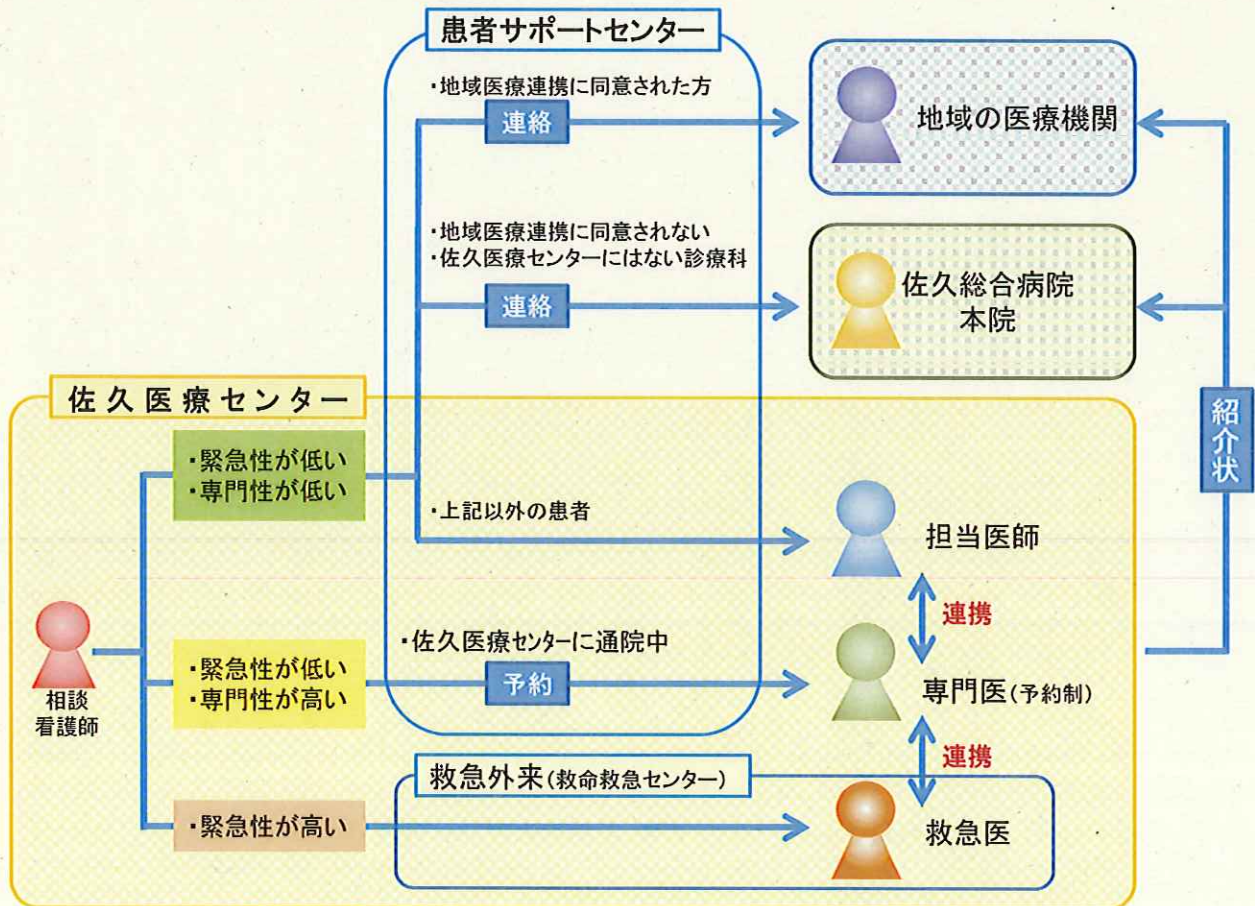 患者サポートセンター
・地域医療連携に同意された方
連絡
地域の医療機関
・地域医療連携に同意されない
・佐久医療センターにはない診療科
連絡
佐久総合病院
本院
紹介状
佐久医療センター
・緊急性が低い
・専門性が低い
・上記以外の患者
担当医師
連携
相談
看護師
・緊急性が低い
・専門性が高い
・佐久医療センターに通院中
予約
専門医(予約制)
連携
救急外来(救命救急センター)
・緊急性が高い
救急医